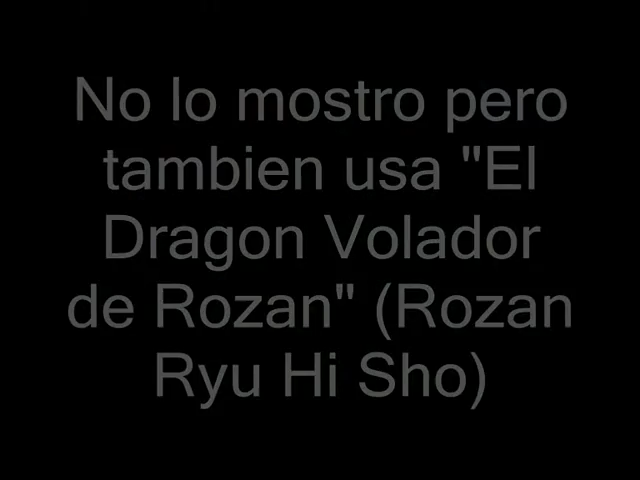 No lo mostro pero
tambien usa "El
Dragon Volador
de Rozan" (Rozan
Ryu Hi Sho)